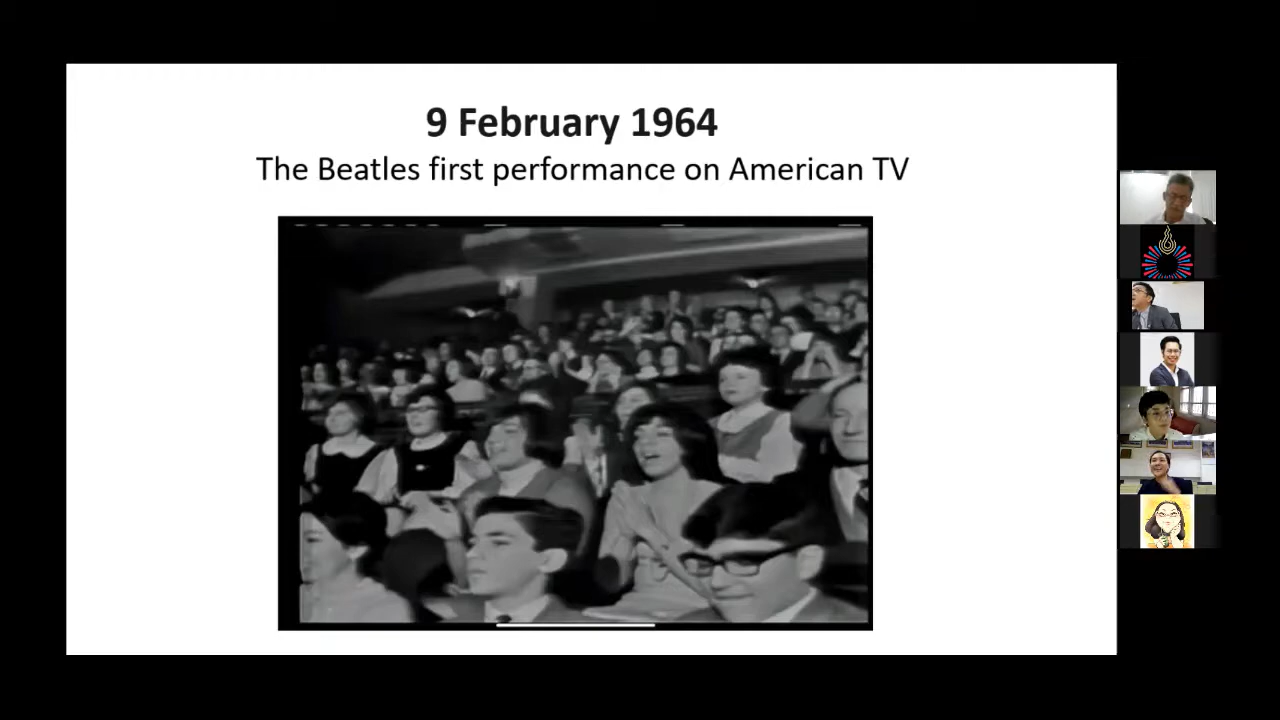 9 February 1964
The Beatles first performance on American TV